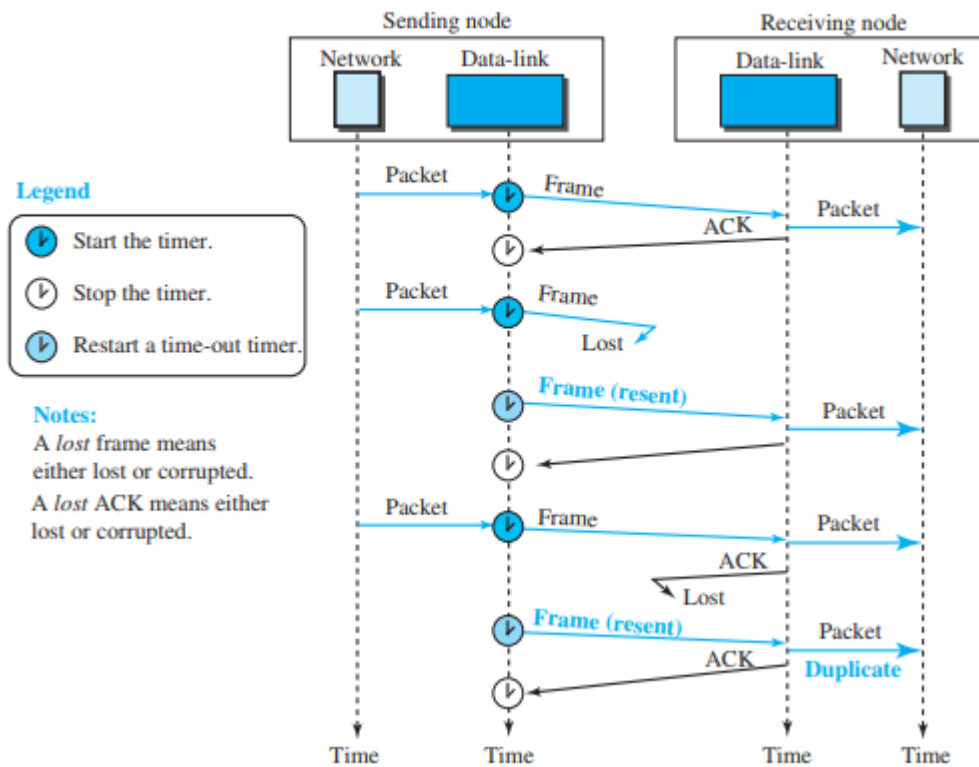 Sending node
Receiving node
Network
Data-link
Data-link
Network
Legend
Start the timer.
Stop the timer.
Restart a time-out timer.
Notes:
A lost frame means
either lost or corrupted.
A lost ACK means either
lost or corrupted.
Packet
Frame
Packet
ACK
Packet
Frame
Lost
Frame (resent)
Packet
Packet
Frame
Packet
ACK
Lost
Frame (resent)
Packet
Duplicate
ACK
Time
Time
Time
Time